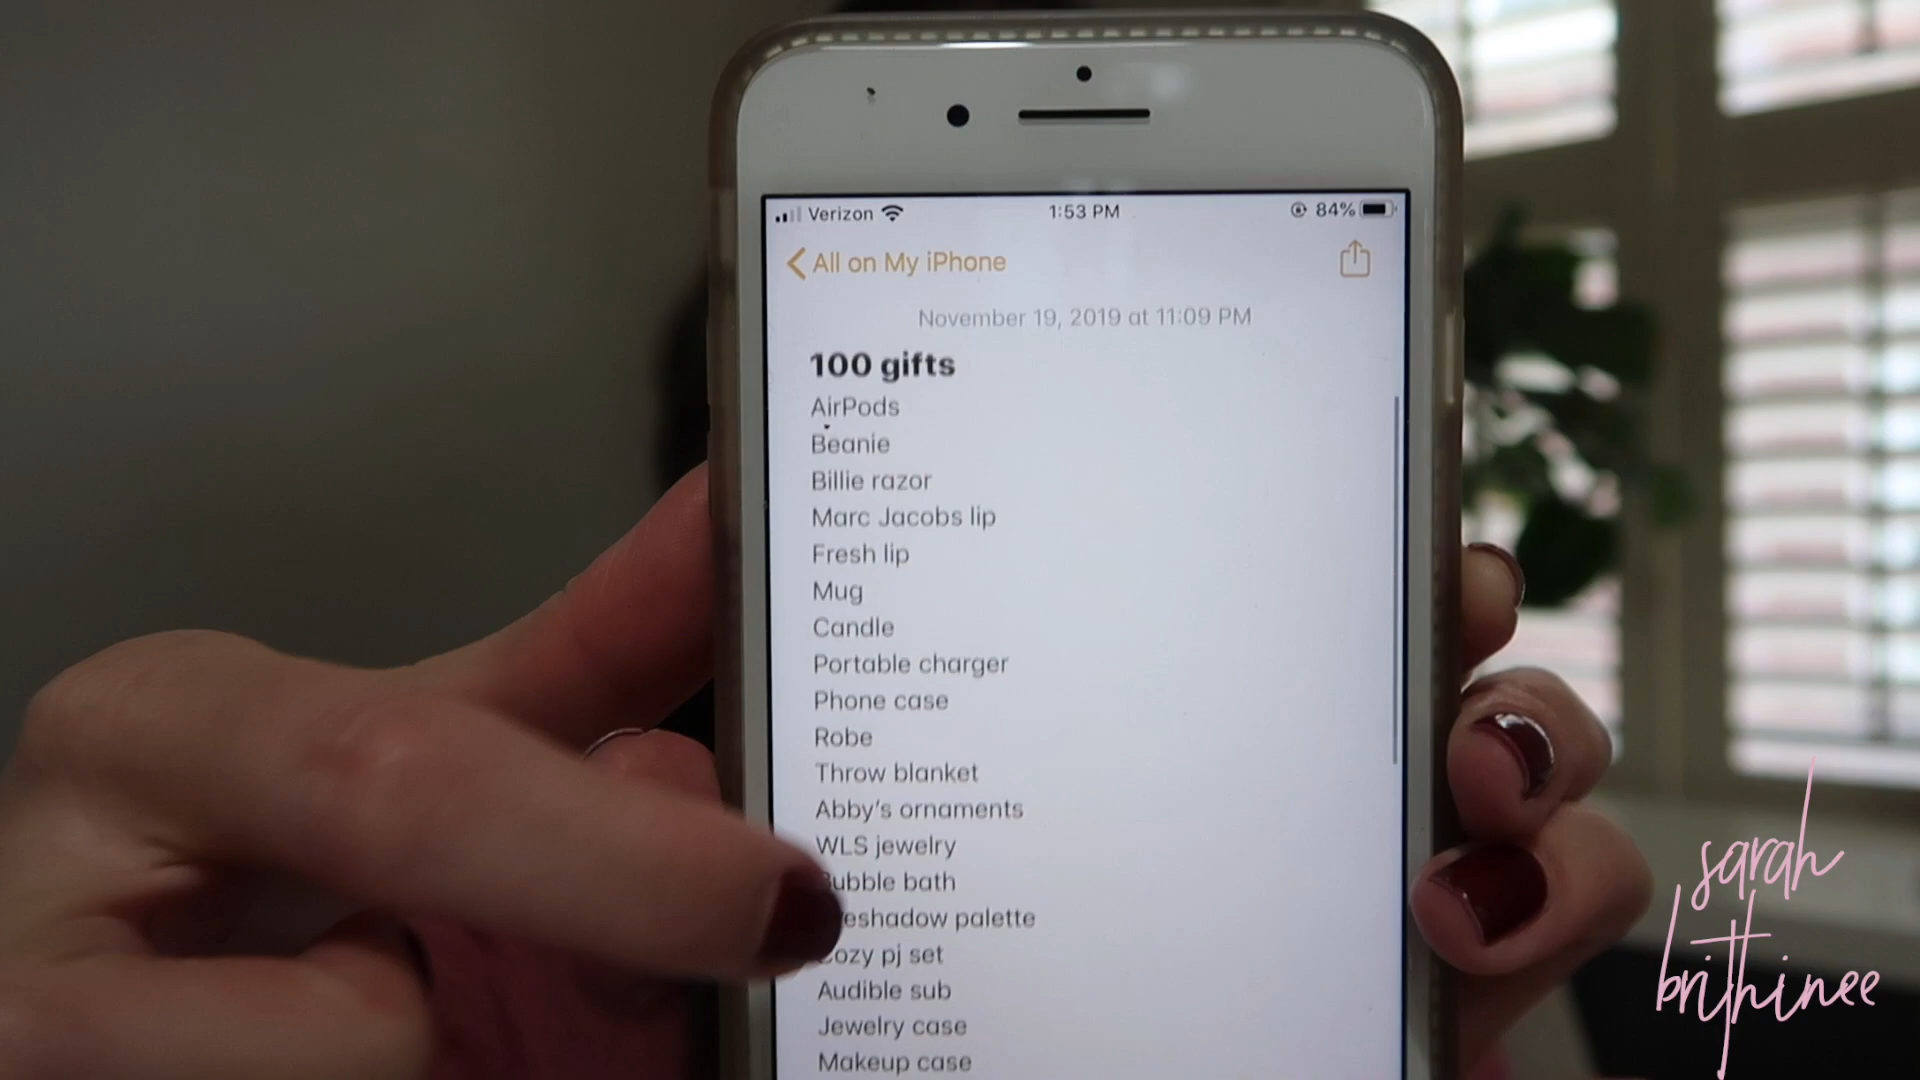 Verizon 1:53 PM 84%
All on My iPhone
November 19, 2019 at 11:09 PM
100 gifts
AirPods
Beanie
Billie razor
Marc Jacobs lip
Fresh lip
Mug
Candle
Portable charger
Phone case
Robe
Throw blanket
Abby's ornaments
WLS jewelry
Bubble bath
eshadow palette
Cozy pj set
Audible sub
Jewelry case
Makeup case
sarah
brithinee